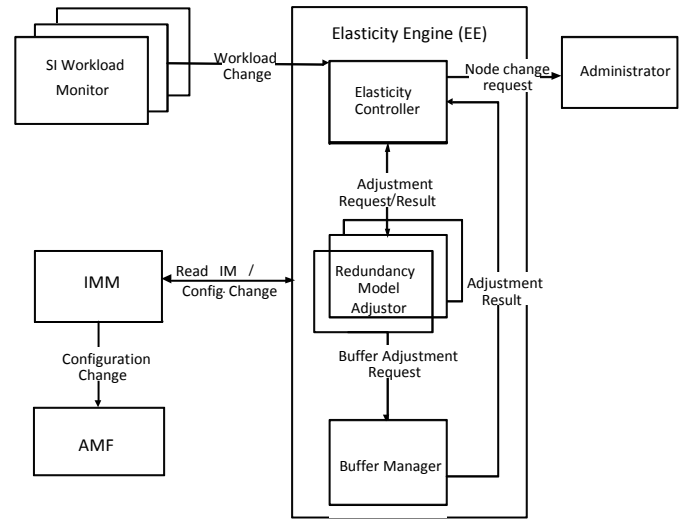 Elasticity Engine (EE)
SI Workload
Monitor
Workload
Change
Elasticity
Controller
Node change
request
Administrator
Adjustment
Request/Result
IMM
Read IM /
Config. Change
Redundancy
Model
Adjustor
Adjustment
Result
Configuration
Change
Buffer Adjustment
Request
AMF
Buffer Manager